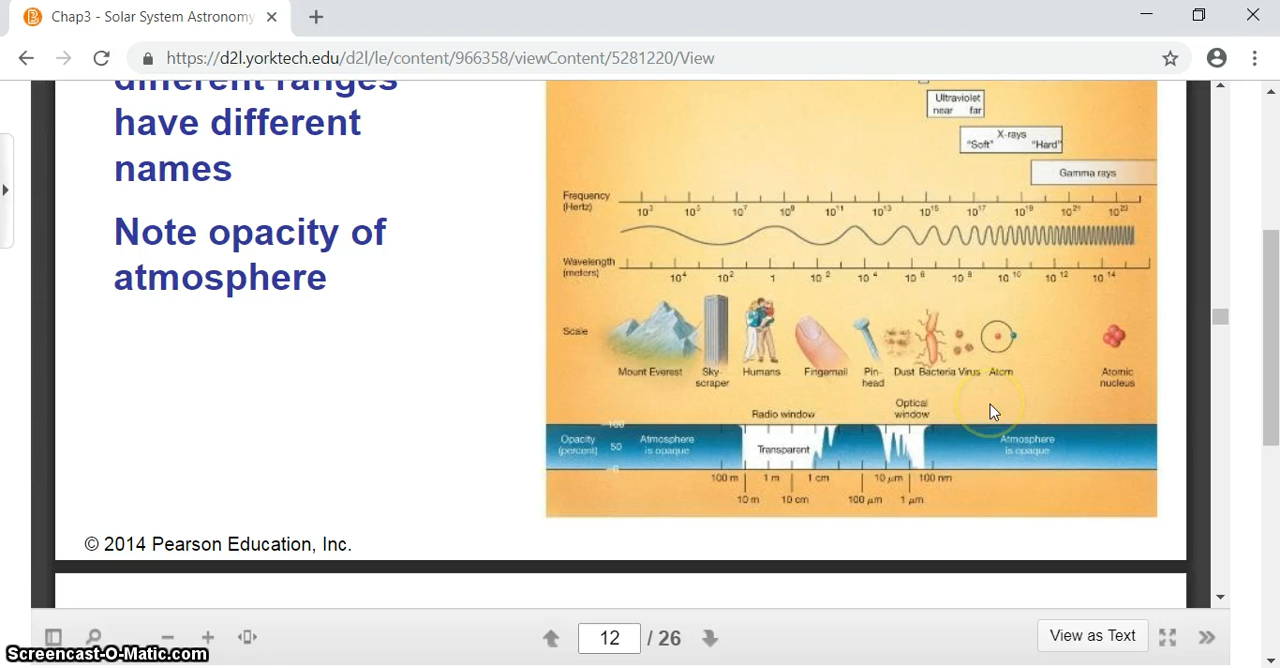 Chap3 - Solar System Astronomy
https://d2l.yorktech.edu/d2l/le/content/966358/viewContent/5281220/View
different ranges
have different
names
Note opacity of
atmosphere
Ultraviolet
near far
X-rays
"Soft" "Hard"
Gamma rays
Frequency
(Hertz)
10³ 10⁵ 10⁷ 10⁹ 10¹¹ 10¹³ 10¹⁵ 10¹⁷ 10¹⁹ 10²¹ 10²³
Wavelength
(meters)
10⁴ 10² 1 10⁻² 10⁻⁴ 10⁻⁶ 10⁻⁸ 10⁻¹⁰ 10⁻¹² 10⁻¹⁴
Scale
Mount Everest Sky-scraper Humans Fingernail Pin-head Dust Bacteria Virus Atom Atomic nucleus
Radio window
Optical
window
Opacity
(percent)
100
50
0
Atmosphere
is opaque
Transparent
Atmosphere
is opaque
100 m 1 m 1 cm 10 μm 100 nm
10 m 10 cm 100 μm 1 μm
© 2014 Pearson Education, Inc.
12 / 26
View as Text
Screencast-O-Matic.com